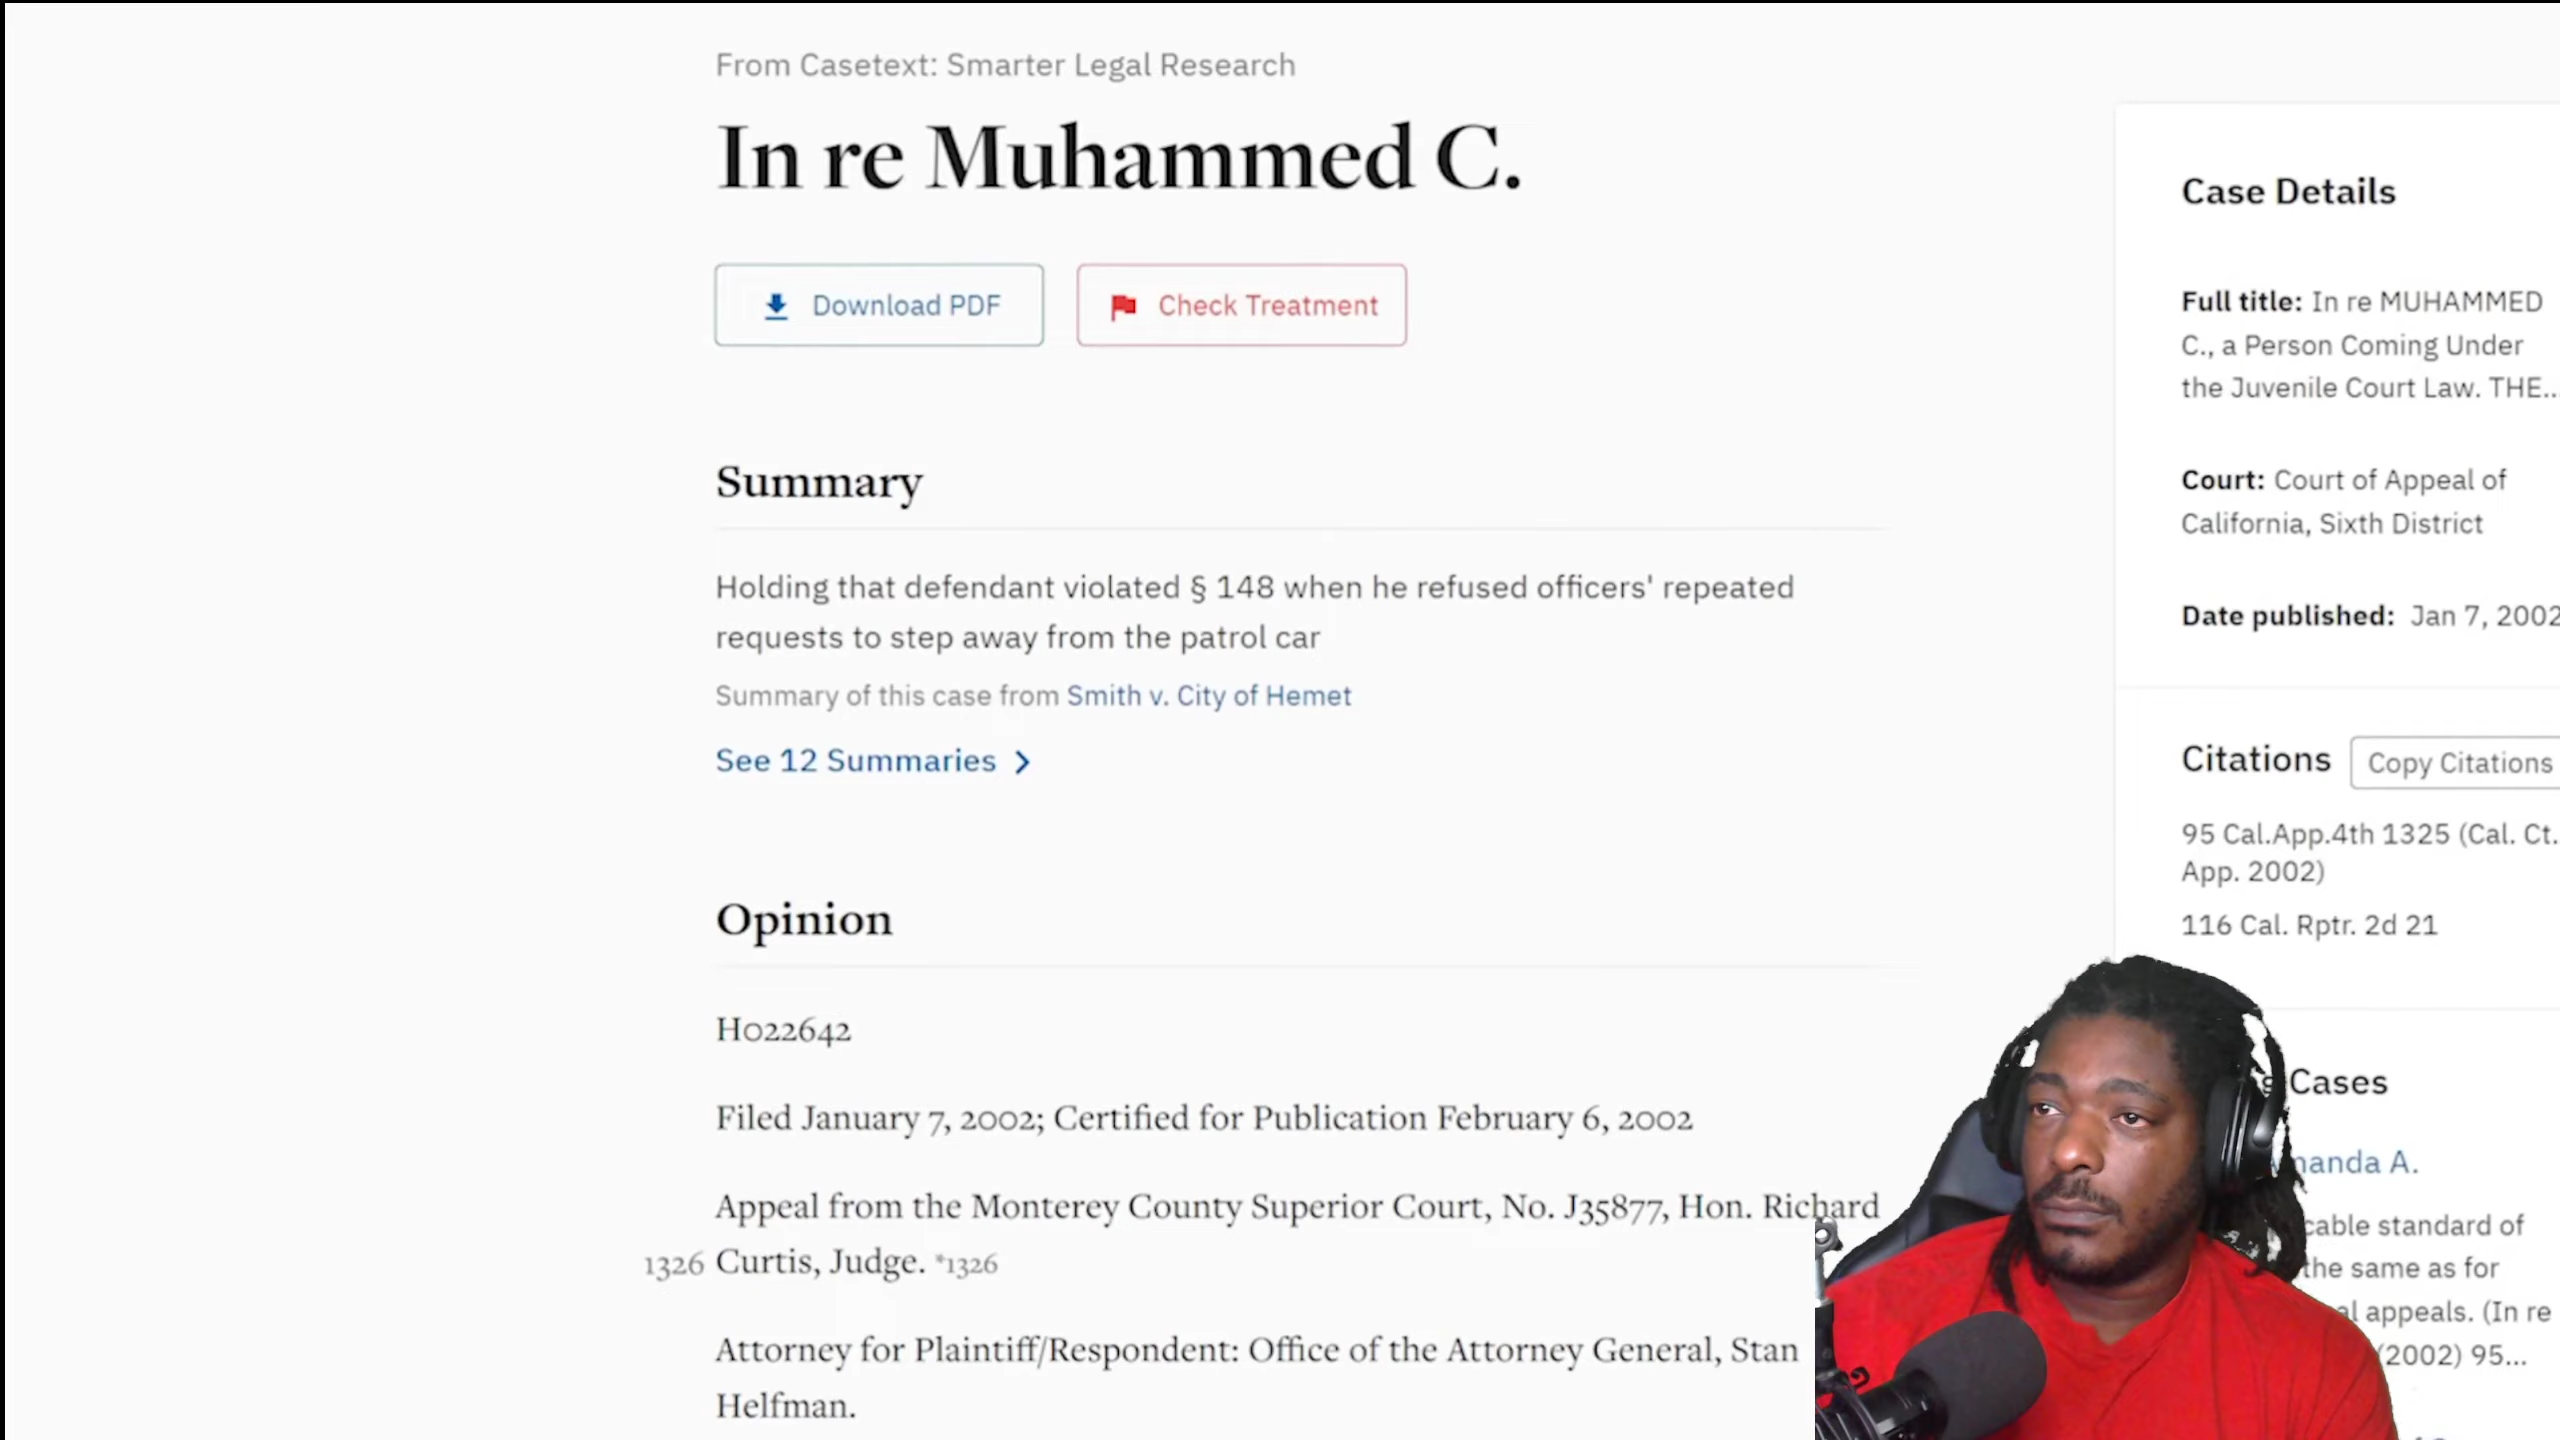 From Casetext: Smarter Legal Research
In re Muhammed C.
Download PDF
Check Treatment
Summary
Holding that defendant violated § 148 when he refused officers' repeated
requests to step away from the patrol car
Summary of this case from Smith v. City of Hemet
See 12 Summaries
Opinion
H022642
Filed January 7, 2002; Certified for Publication February 6, 2002
Appeal from the Monterey County Superior Court, No. J35877, Hon. Richard
1326 Curtis, Judge. *1326
Attorney for Plaintiff/Respondent: Office of the Attorney General, Stan
Helfman.
Case Details
Full title: In re MUHAMMED
C., a Person Coming Under
the Juvenile Court Law. THE...
Court: Court of Appeal of
California, Sixth District
Date published: Jan 7, 2002
Citations
Copy Citations
95 Cal.App.4th 1325 (Cal. Ct.
App. 2002)
116 Cal. Rptr. 2d 21
Cases
A.
standard of
the same as for
appeals. (In re
(2002) 95...